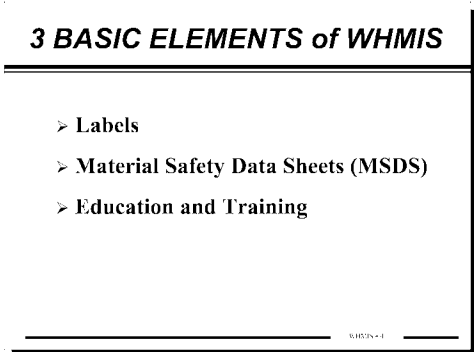 3 BASIC ELEMENTS of WHMIS
➢ Labels
➢ Material Safety Data Sheets (MSDS)
➢ Education and Training